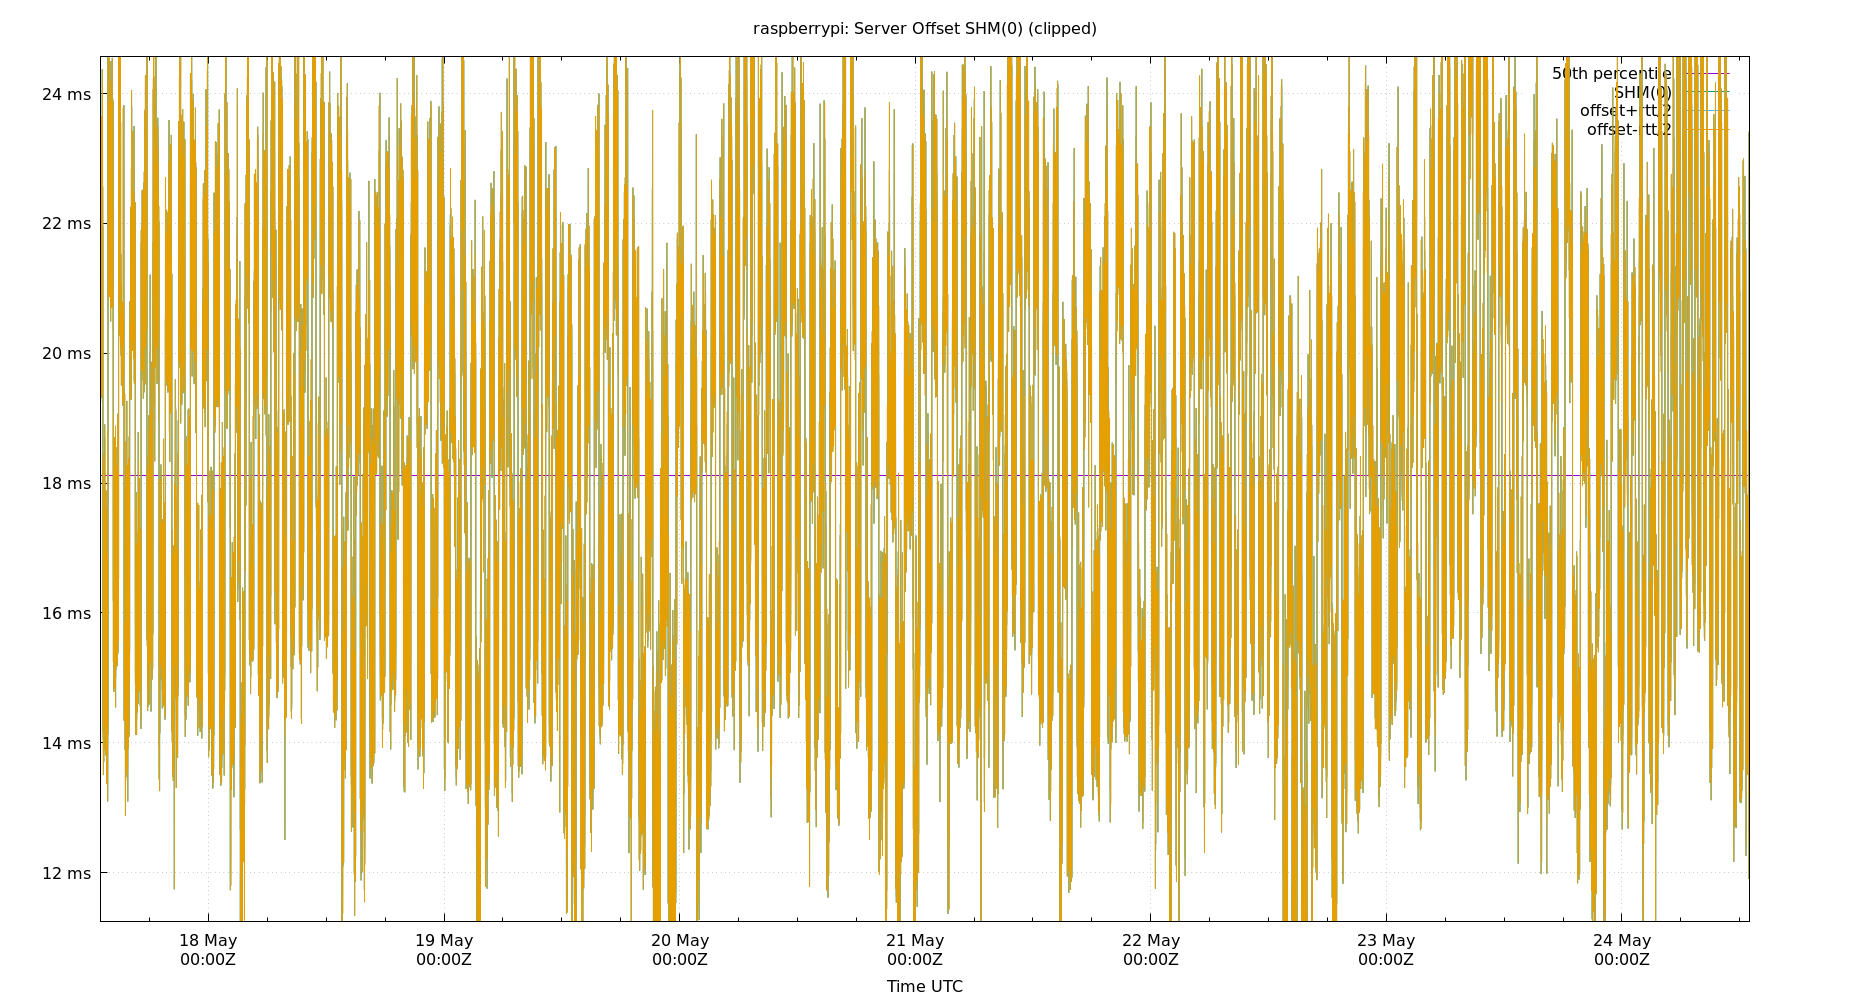 raspberrypi: Server Offset SHM(0) (clipped)
50th percentile
SHM(0)
offset+rtt/2
offset-rtt/2
24 ms
22 ms
20 ms
18 ms
16 ms
14 ms
12 ms
18 May 19 May 20 May 21 May 22 May 23 May 24 May
00:00Z 00:00Z 00:00Z 00:00Z 00:00Z 00:00Z 00:00Z
Time UTC